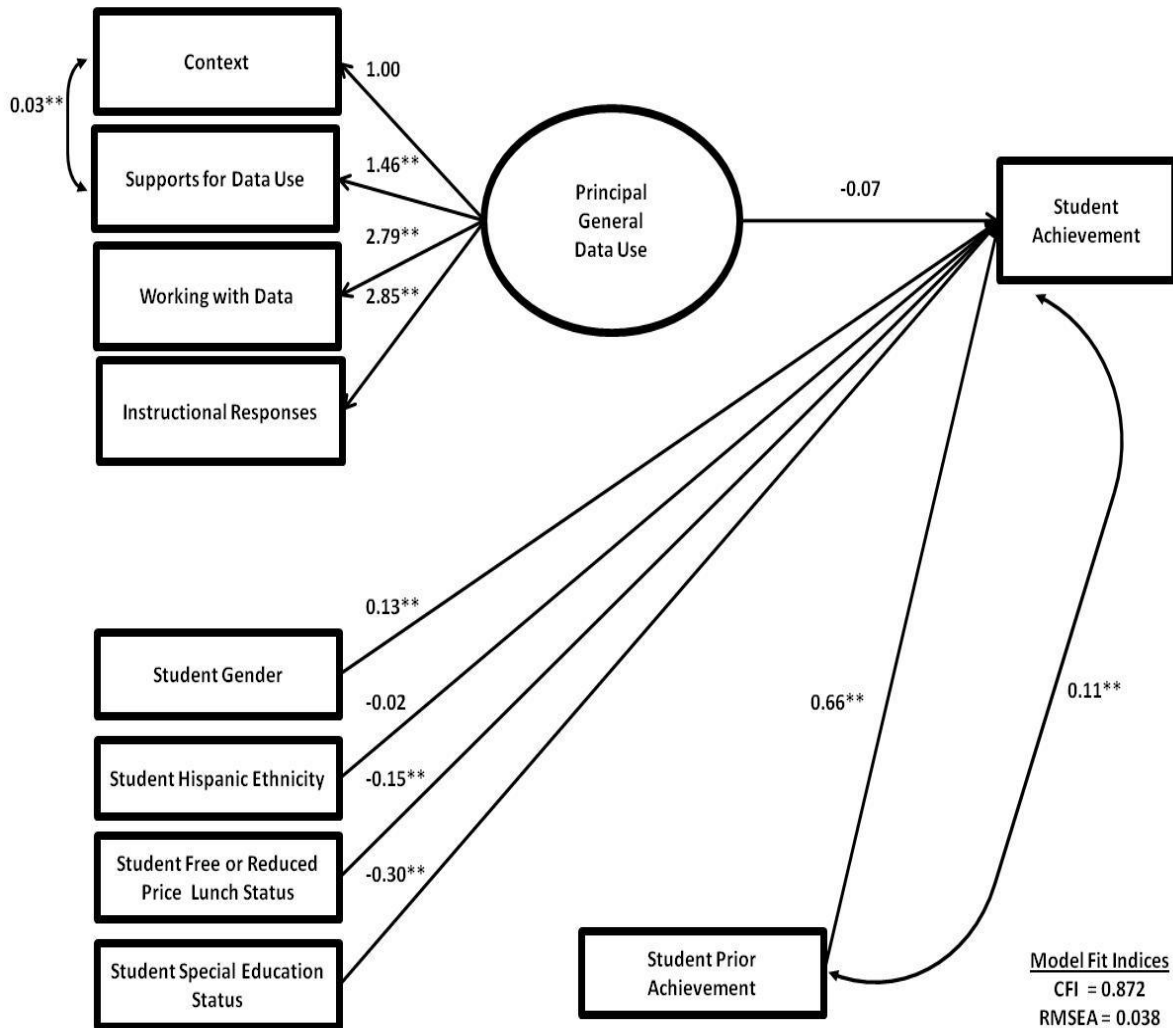 Context
1.00
0.03**
Supports for Data Use
1.46**
2.79**
Working with Data
2.85**
Instructional Responses
Principal
General
Data Use
-0.07
Student
Achievement
0.13**
Student Gender
-0.02
Student Hispanic Ethnicity
-0.15**
Student Free or Reduced
Price Lunch Status
-0.30**
Student Special Education
Status
0.66**
0.11**
Student Prior
Achievement
Model Fit Indices
CFI = 0.872
RMSEA = 0.038